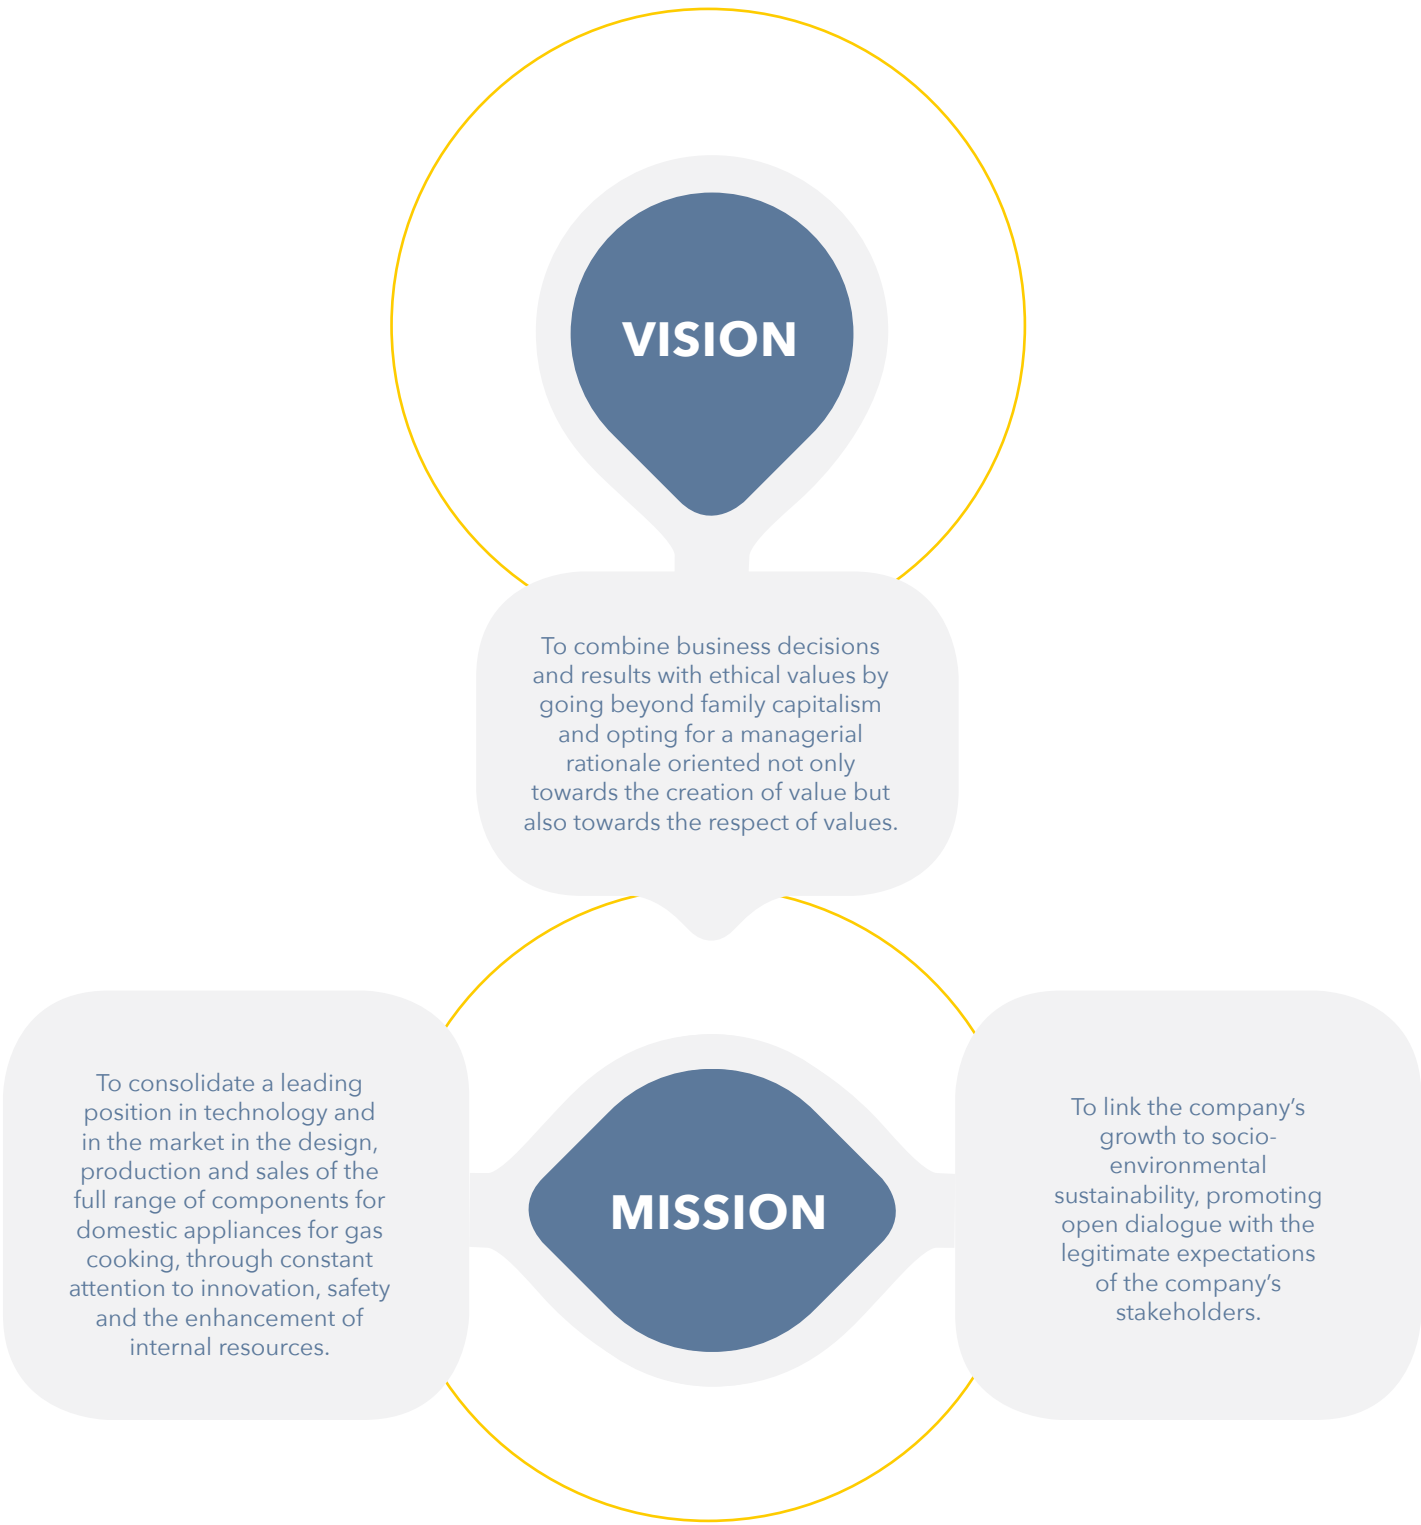 VISION
To combine business decisions
and results with ethical values by
going beyond family capitalism
and opting for a managerial
rationale oriented not only
towards the creation of value but
also towards the respect of values.
To consolidate a leading
position in technology and
in the market in the design,
production and sales of the
full range of components for
domestic appliances for gas
cooking, through constant
attention to innovation, safety
and the enhancement of
internal resources.
MISSION
To link the company’s
growth to socio-
environmental
sustainability, promoting
open dialogue with the
legitimate expectations
of the company’s
stakeholders.